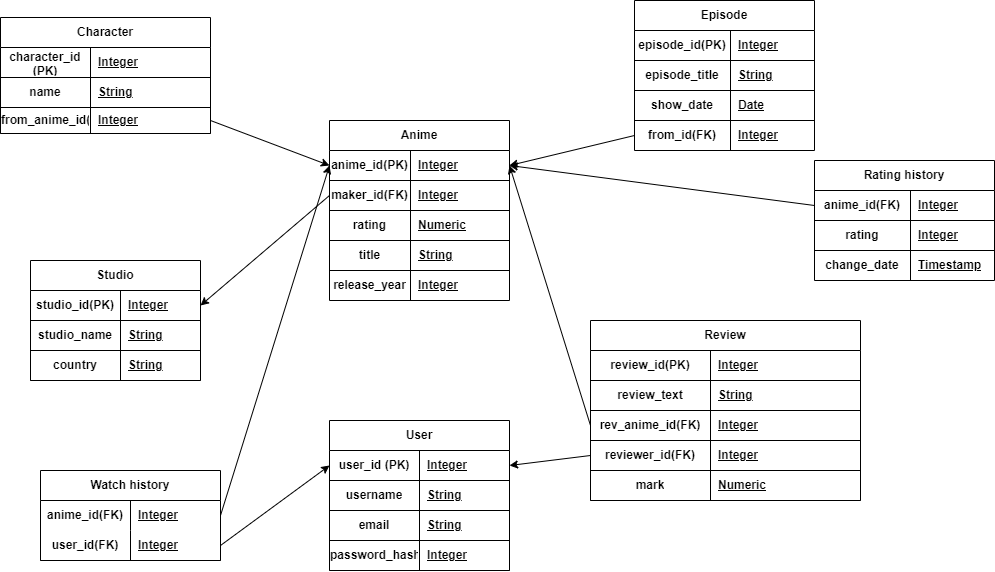 Character
character_id
(PK)
Integer
name
String
from_anime_id(
Integer
Episode
episode_id(PK)
Integer
episode_title
String
show_date
Date
from_id(FK)
Integer
Anime
anime_id(PK)
Integer
maker_id(FK)
Integer
rating
Numeric
title
String
release_year
Integer
Rating history
anime_id(FK)
Integer
rating
Integer
change_date
Timestamp
Studio
studio_id(PK)
Integer
studio_name
String
country
String
Review
review_id(PK)
Integer
review_text
String
rev_anime_id(FK)
Integer
reviewer_id(FK)
Integer
mark
Numeric
User
user_id (PK)
Integer
username
String
email
String
password_hash
Integer
Watch history
anime_id(FK)
Integer
user_id(FK)
Integer